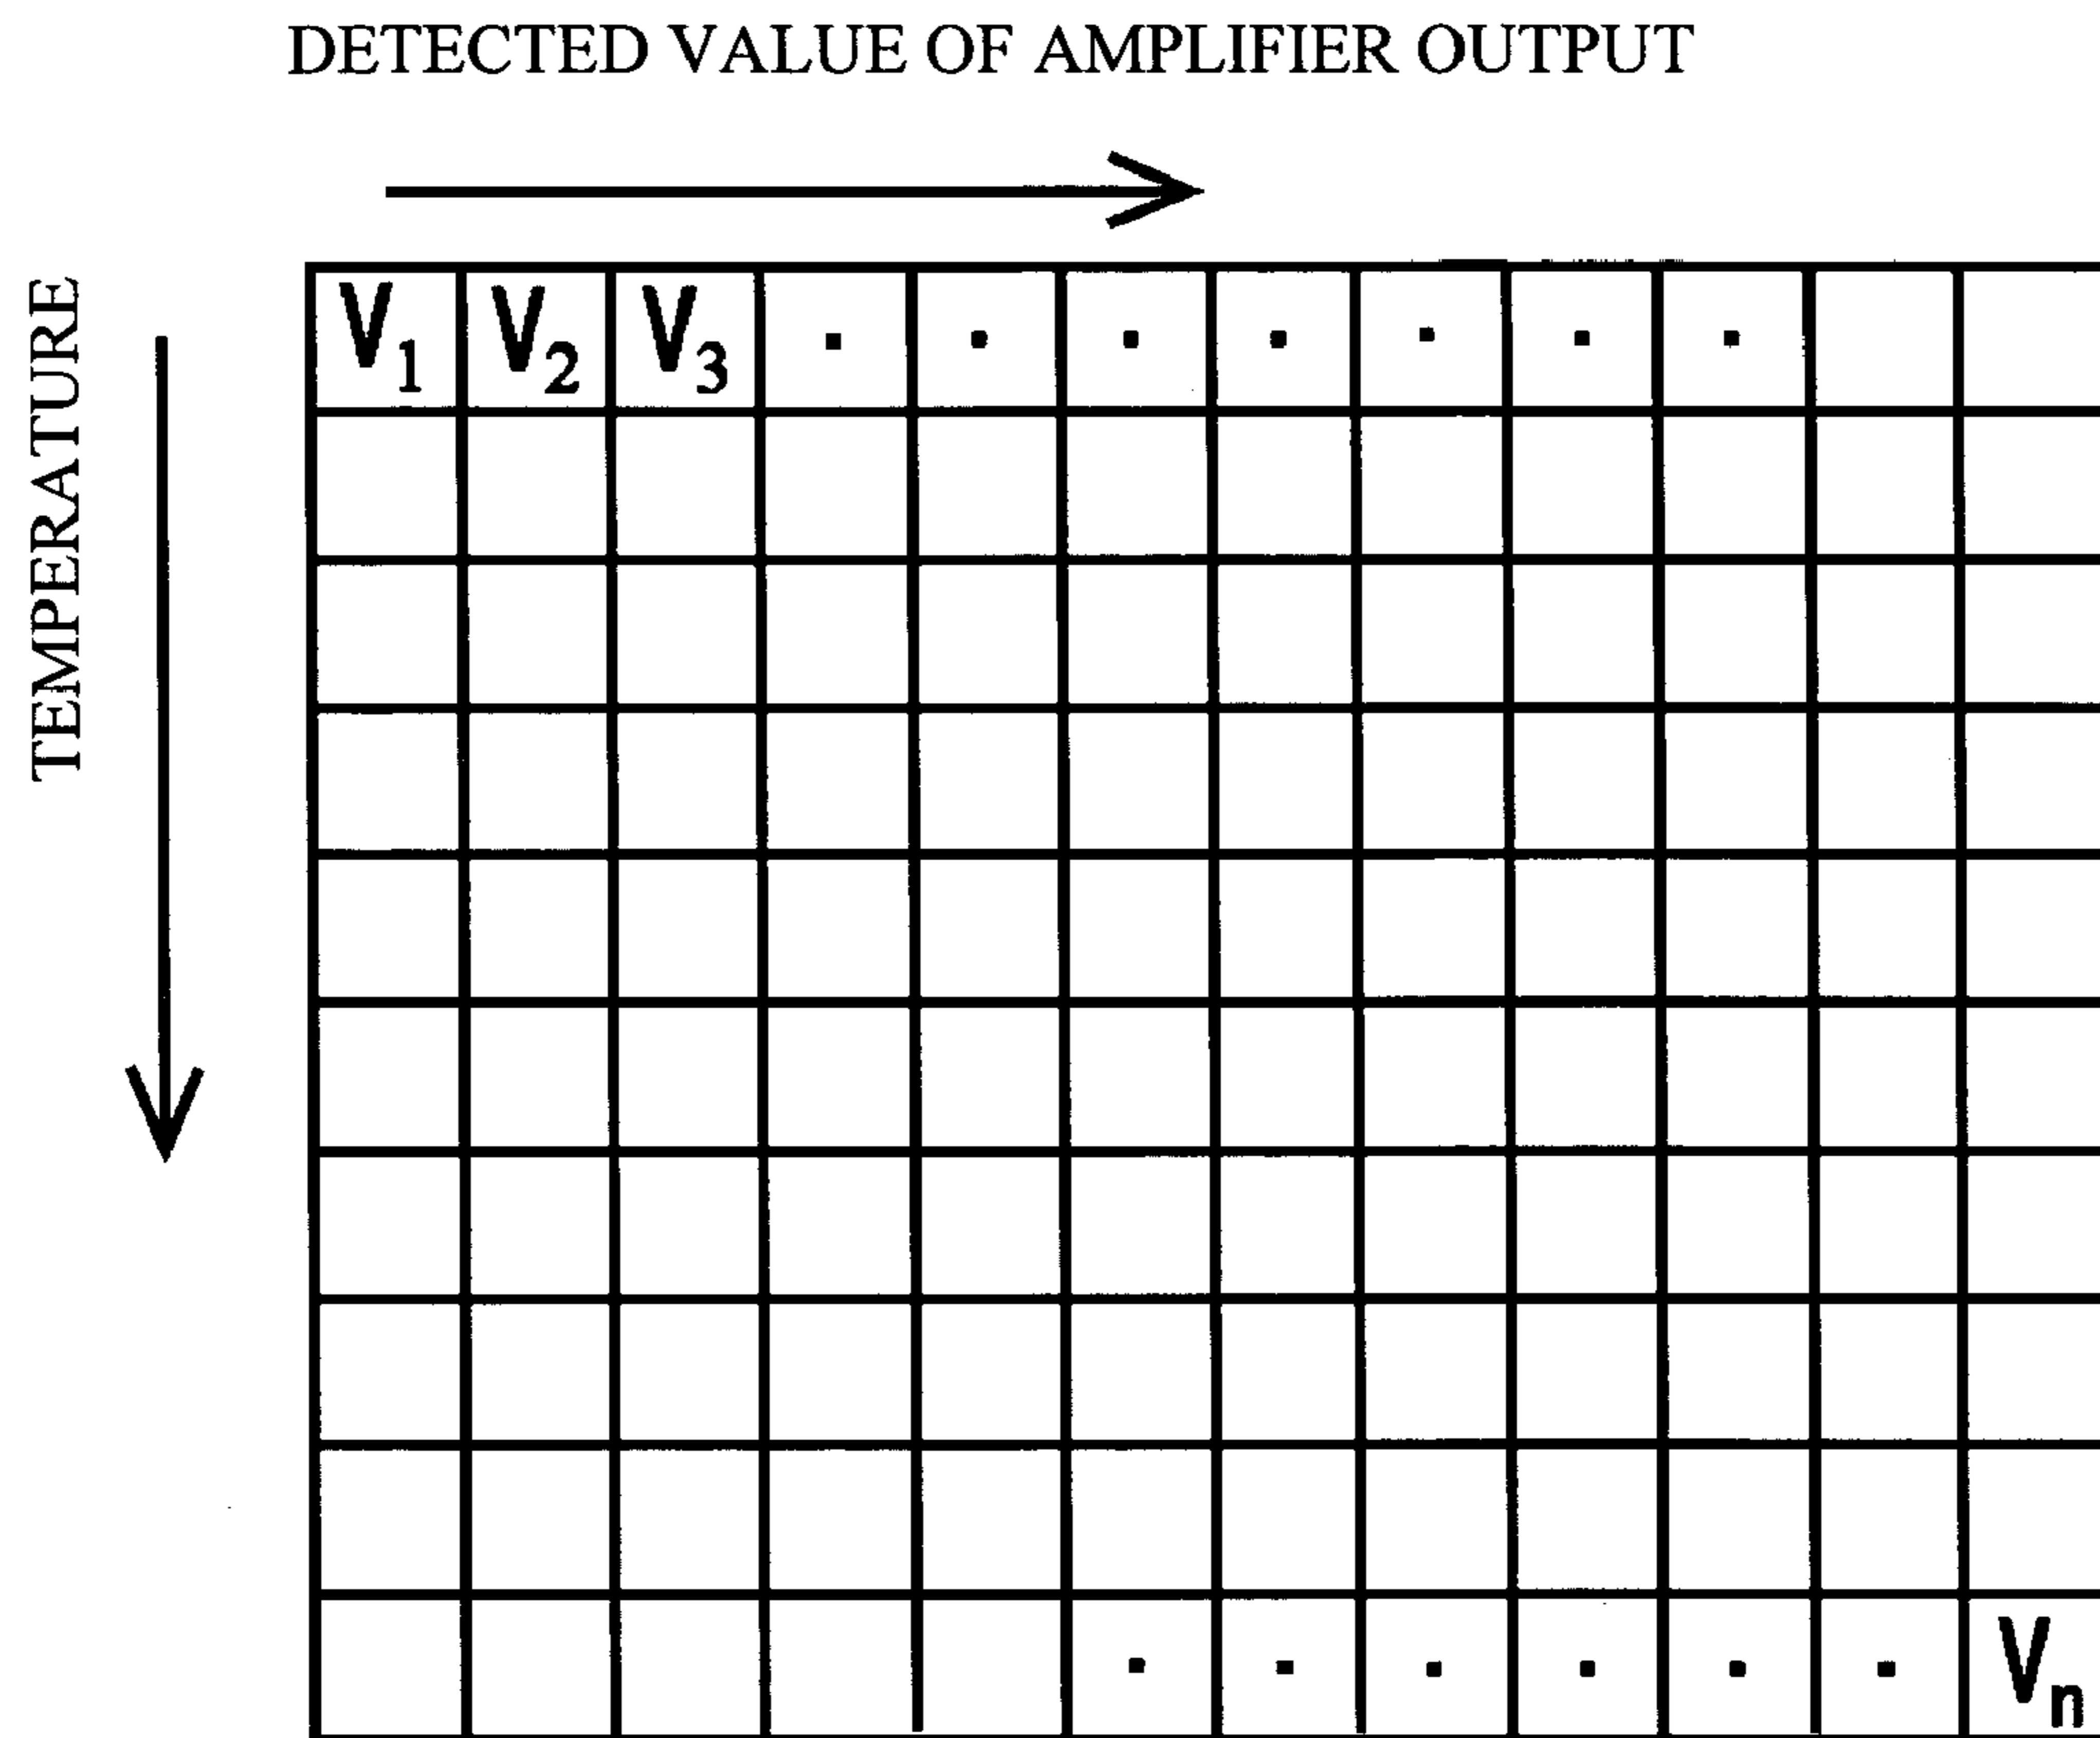 DETECTED VALUE OF AMPLIFIER OUTPUT
TEMPERATURE
V1 V2 V3 . . . . . . .
. . . . . . Vn